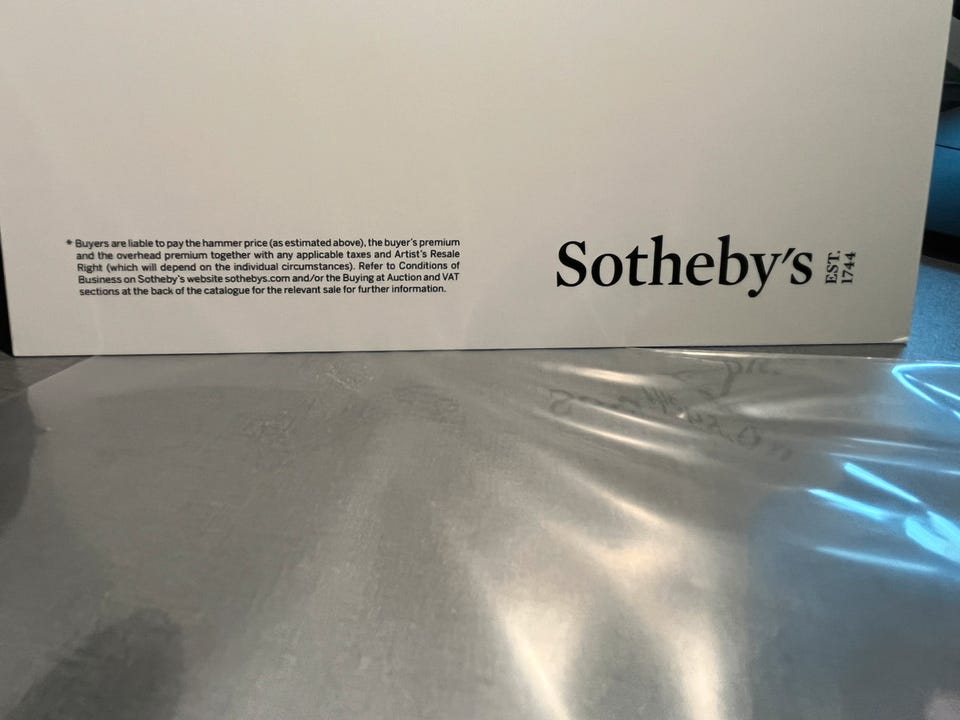 * Buyers are liable to pay the hammer price (as estimated above), the buyer's premium
and the overhead premium together with any applicable taxes and Artist's Resale
Right (which will depend on the individual circumstances). Refer to Conditions of
Business on Sotheby's website sothebys.com and/or the Buying at Auction and VAT
sections at the back of the catalogue for the relevant sale for further information.
Sotheby's
EST.
1744